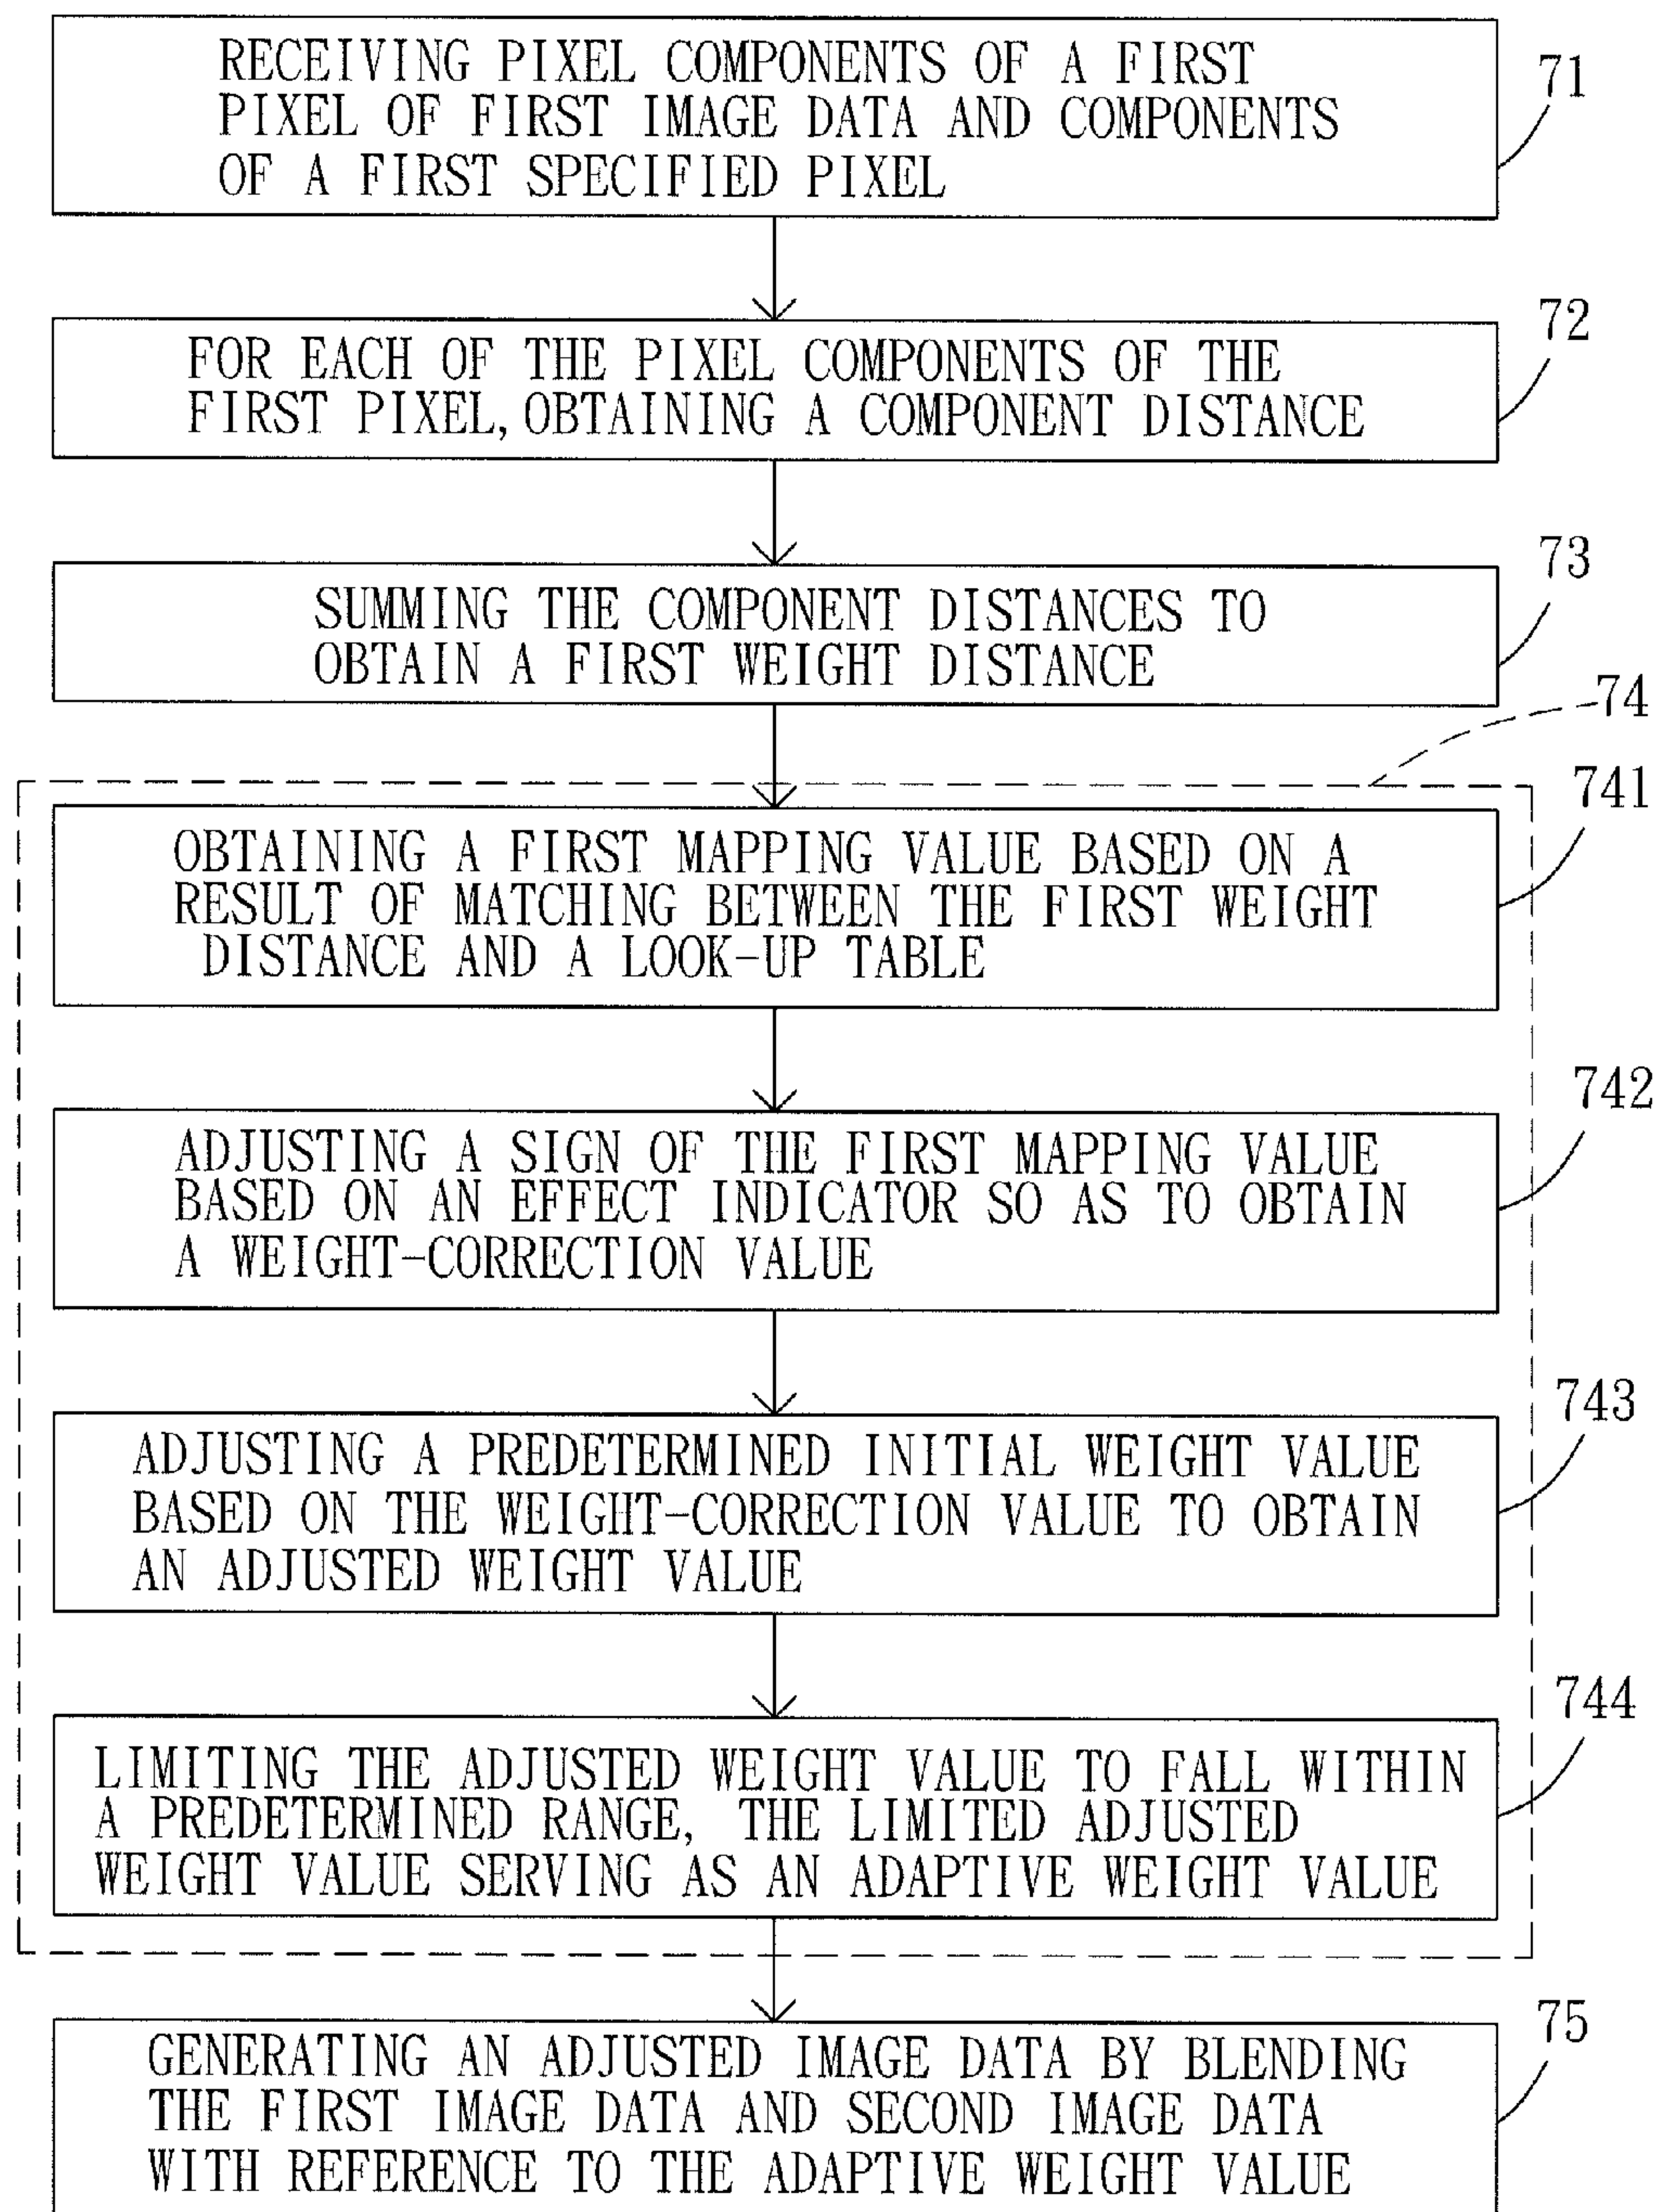 RECEIVING PIXEL COMPONENTS OF A FIRST
PIXEL OF FIRST IMAGE DATA AND COMPONENTS
OF A FIRST SPECIFIED PIXEL
71
FOR EACH OF THE PIXEL COMPONENTS OF THE
FIRST PIXEL, OBTAINING A COMPONENT DISTANCE
72
SUMMING THE COMPONENT DISTANCES TO
OBTAIN A FIRST WEIGHT DISTANCE
73
74
OBTAINING A FIRST MAPPING VALUE BASED ON A
RESULT OF MATCHING BETWEEN THE FIRST WEIGHT
DISTANCE AND A LOOK-UP TABLE
741
ADJUSTING A SIGN OF THE FIRST MAPPING VALUE
BASED ON AN EFFECT INDICATOR SO AS TO OBTAIN
A WEIGHT-CORRECTION VALUE
742
ADJUSTING A PREDETERMINED INITIAL WEIGHT VALUE
BASED ON THE WEIGHT-CORRECTION VALUE TO OBTAIN
AN ADJUSTED WEIGHT VALUE
743
LIMITING THE ADJUSTED WEIGHT VALUE TO FALL WITHIN
A PREDETERMINED RANGE, THE LIMITED ADJUSTED
WEIGHT VALUE SERVING AS AN ADAPTIVE WEIGHT VALUE
744
GENERATING AN ADJUSTED IMAGE DATA BY BLENDING
THE FIRST IMAGE DATA AND SECOND IMAGE DATA
WITH REFERENCE TO THE ADAPTIVE WEIGHT VALUE
75